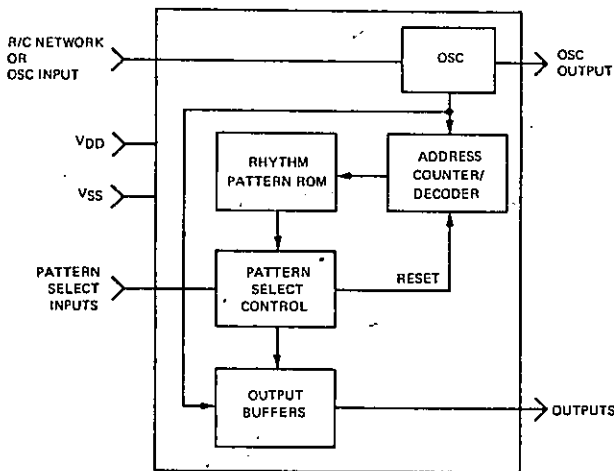 R/C NETWORK
OR
OSC INPUT
OSC
OSC
OUTPUT
VDD
VSS
RHYTHM
PATTERN ROM
ADDRESS
COUNTER/
DECODER
PATTERN
SELECT
INPUTS
PATTERN
SELECT
CONTROL
RESET
OUTPUT
BUFFERS
OUTPUTS